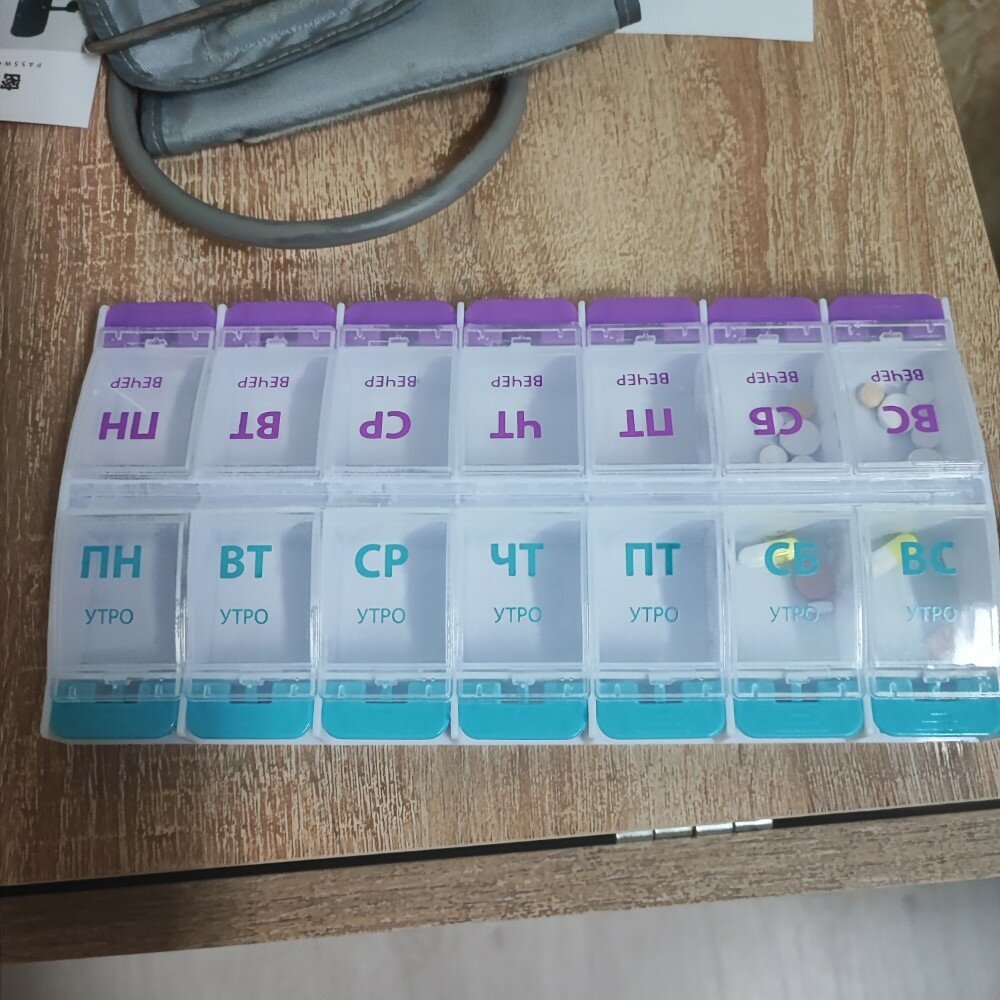 PASSW
ВЕЧЕР ВЕЧЕР ВЕЧЕР ВЕЧЕР ВЕЧЕР ВЕЧЕР ВЕЧЕР
ПН ВТ СР ЧТ ПТ СБ ВС
ПН ВТ СР ЧТ ПТ СБ ВС
УТРО УТРО УТРО УТРО УТРО УТРО УТРО